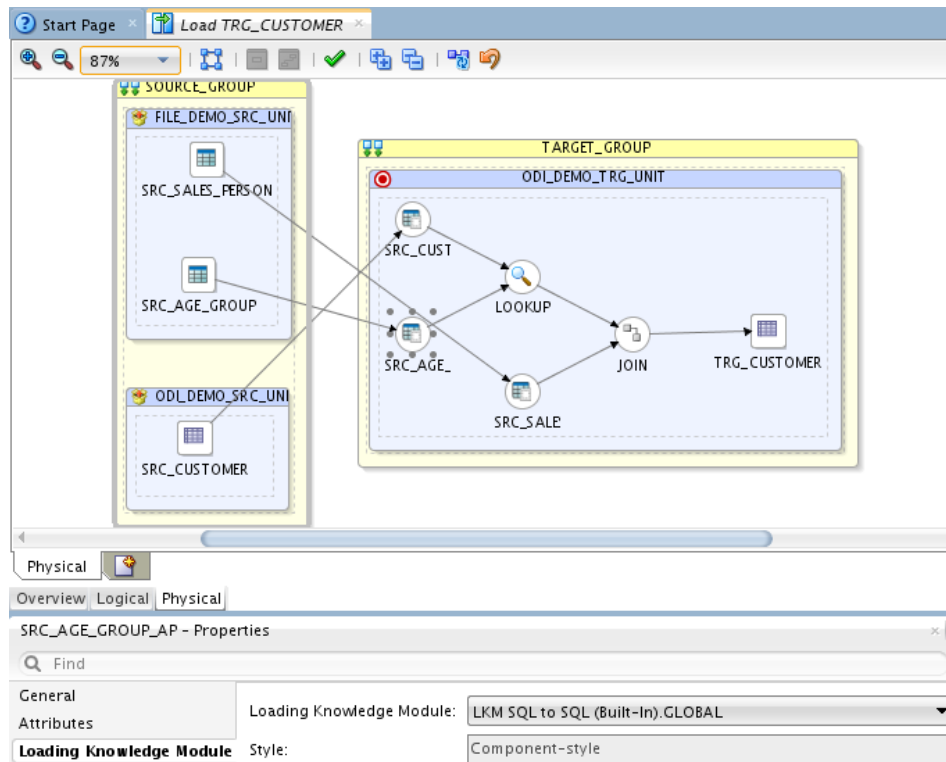 Start Page
Load TRG_CUSTOMER
87%
SOURCE_GROUP
FILE_DEMO_SRC_UNI
SRC_SALES_PERSON
SRC_AGE_GROUP
ODI_DEMO_SRC_UNI
SRC_CUSTOMER
TARGET_GROUP
ODI_DEMO_TRG_UNIT
SRC_CUST
LOOKUP
SRC_AGE_
JOIN
TRG_CUSTOMER
SRC_SALE
Physical
Overview Logical Physical
SRC_AGE_GROUP_AP - Properties
Find
General
Attributes
Loading Knowledge Module
Loading Knowledge Module: LKM SQL to SQL (Built-In).GLOBAL
Style: Component-style